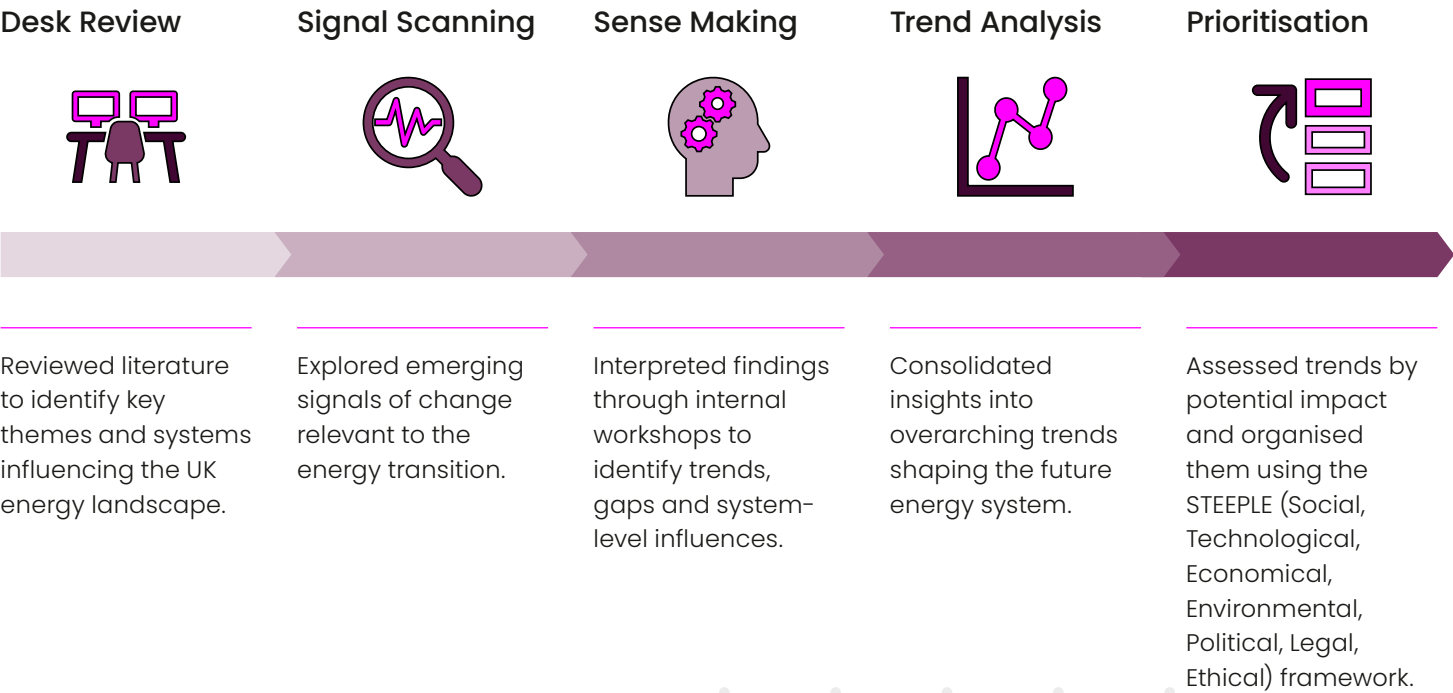 Desk Review
Signal Scanning
Sense Making
Trend Analysis
Prioritisation
Reviewed literature
to identify key
themes and systems
influencing the UK
energy landscape.
Explored emerging
signals of change
relevant to the
energy transition.
Interpreted findings
through internal
workshops to
identify trends,
gaps and system-
level influences.
Consolidated
insights into
overarching trends
shaping the future
energy system.
Assessed trends by
potential impact
and organised
them using the
STEEPLE (Social,
Technological,
Economical,
Environmental,
Political, Legal,
Ethical) framework.